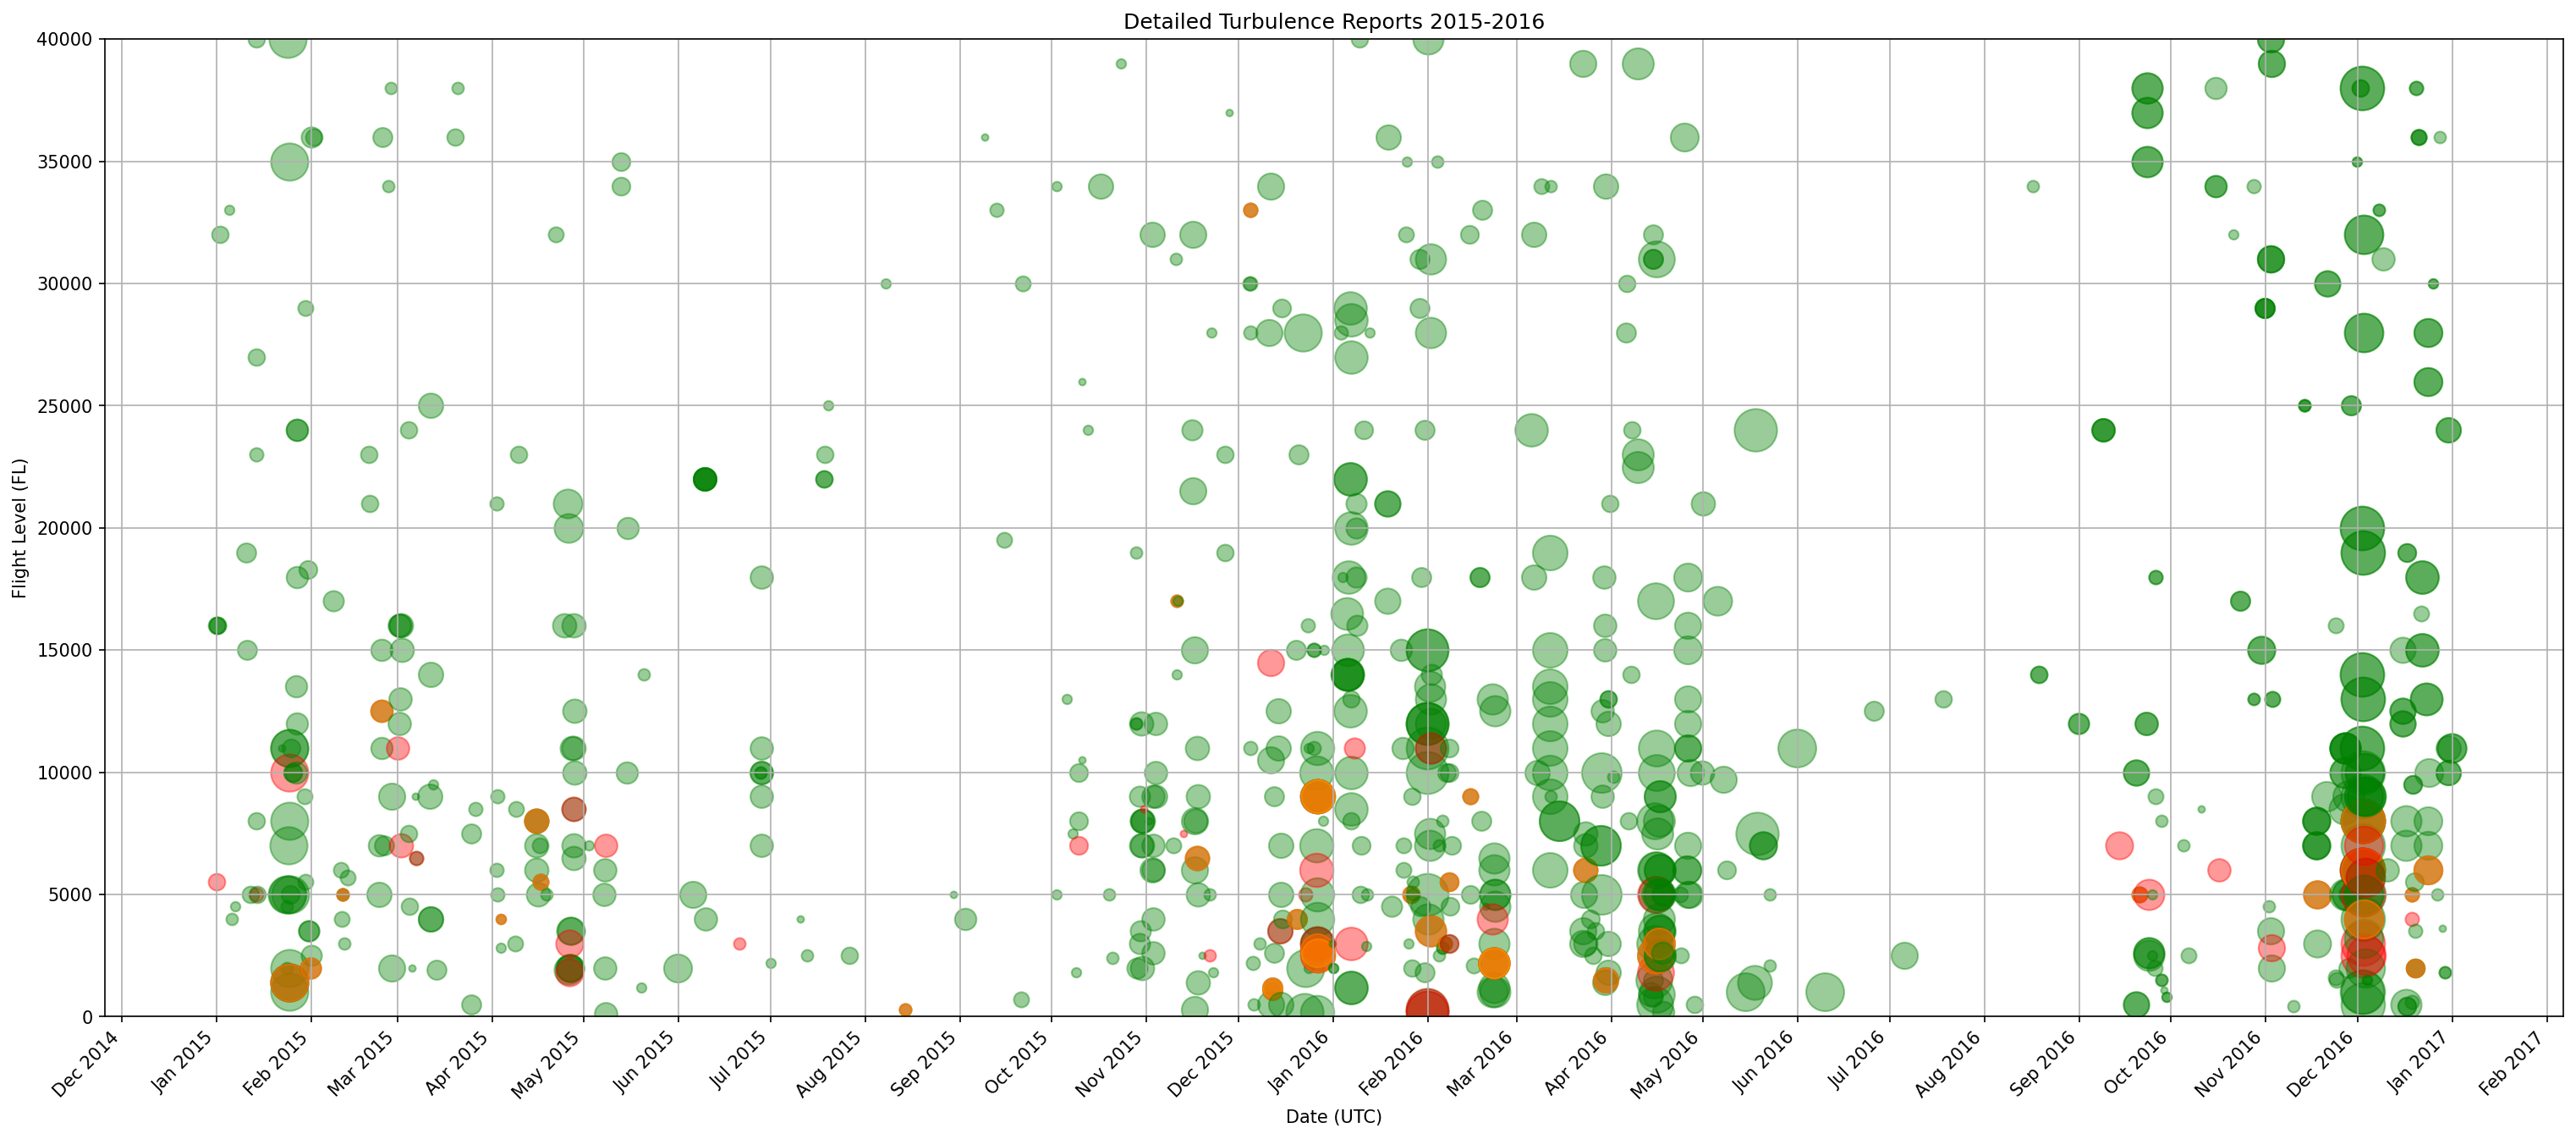 Detailed Turbulence Reports 2015-2016
40000
35000
30000
25000
20000
15000
10000
5000
0
Flight Level (FL)
Dec 2014
Jan 2015
Feb 2015
Mar 2015
Apr 2015
May 2015
Jun 2015
Jul 2015
Aug 2015
Sep 2015
Oct 2015
Nov 2015
Dec 2015
Jan 2016
Feb 2016
Mar 2016
Apr 2016
May 2016
Jun 2016
Jul 2016
Aug 2016
Sep 2016
Oct 2016
Nov 2016
Dec 2016
Jan 2017
Feb 2017
Date (UTC)